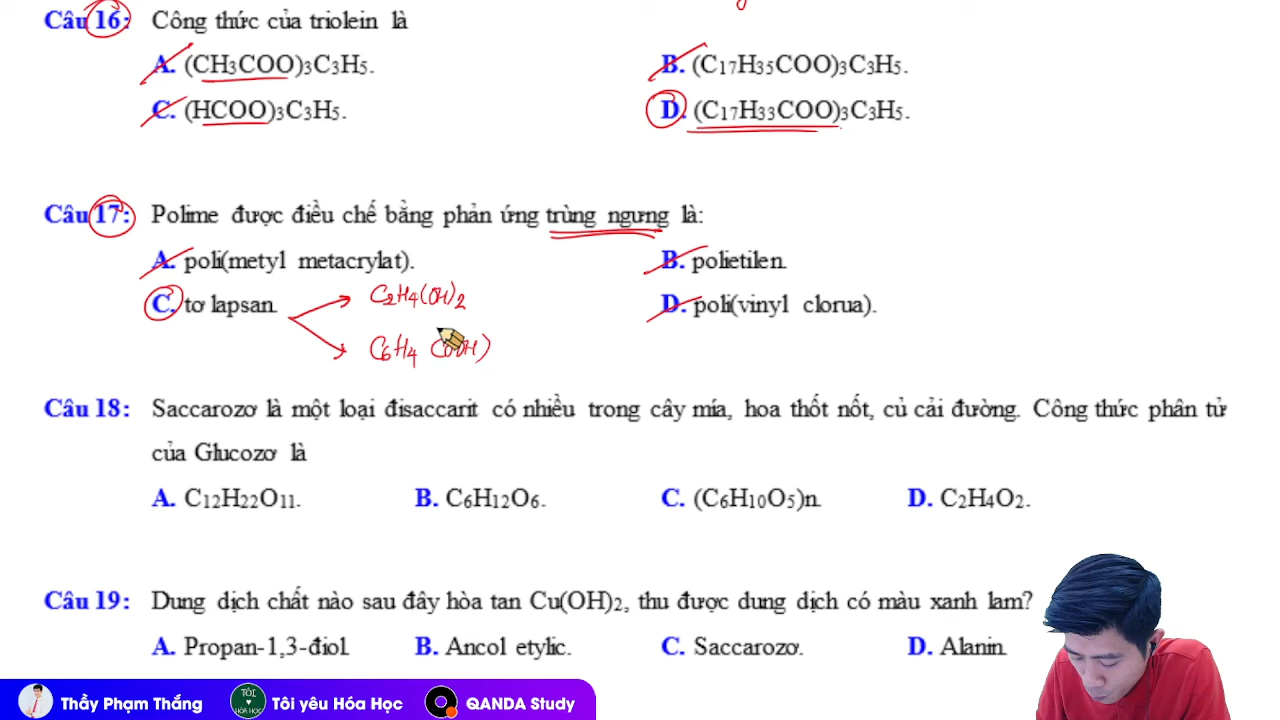 Câu 16: Công thức của triolein là
A. (CH3COO)3C3H5. B. (C17H35COO)3C3H5.
C. (HCOO)3C3H5. D. (C17H33COO)3C3H5.
Câu 17: Polime được điều chế bằng phản ứng trùng ngưng là:
A. poli(metyl metacrylat). B. polietilen.
C. tơ lapsan. D. poli(vinyl clorua).
C2H4(OH)2
C6H4 COOH)
Câu 18: Saccarozơ là một loại đisaccarit có nhiều trong cây mía, hoa thốt nốt, củ cải đường. Công thức phân tử
của Glucozơ là
A. C12H22O11. B. C6H12O6. C. (C6H10O5)n. D. C2H4O2.
Câu 19: Dung dịch chất nào sau đây hòa tan Cu(OH)2, thu được dung dịch có màu xanh lam?
A. Propan-1,3-điol. B. Ancol etylic. C. Saccarozơ. D. Alanin.
Thầy Phạm Thắng TÔI HÓA HỌC Tôi yêu Hóa Học QANDA Study